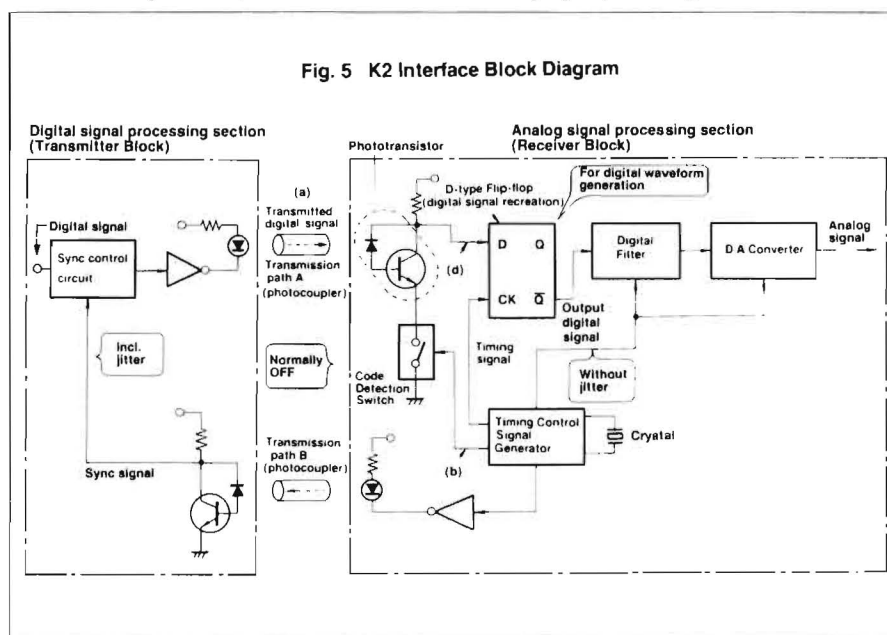 Fig. 5 K2 Interface Block Diagram
Digital signal processing section
(Transmitter Block)
Phototransistor
Analog signal processing section
(Receiver Block)
For digital waveform
generation
(a)
D-type Flip-flop
(digital signal recreation)
Digital signal
Transmitted
digital signal
Sync control
circuit
Transmission
path A
(photocoupler)
(d)
D Q
CK Q
Digital
Filter
D A Converter
Analog
signal
Output
digital
signal
Timing
signal
Incl.
jitter
Normally
OFF
Code
Detection
Switch
Without
jitter
Timing Control
Signal
Generator
Crystal
Transmission
path B
(photocoupler)
(b)
Sync signal